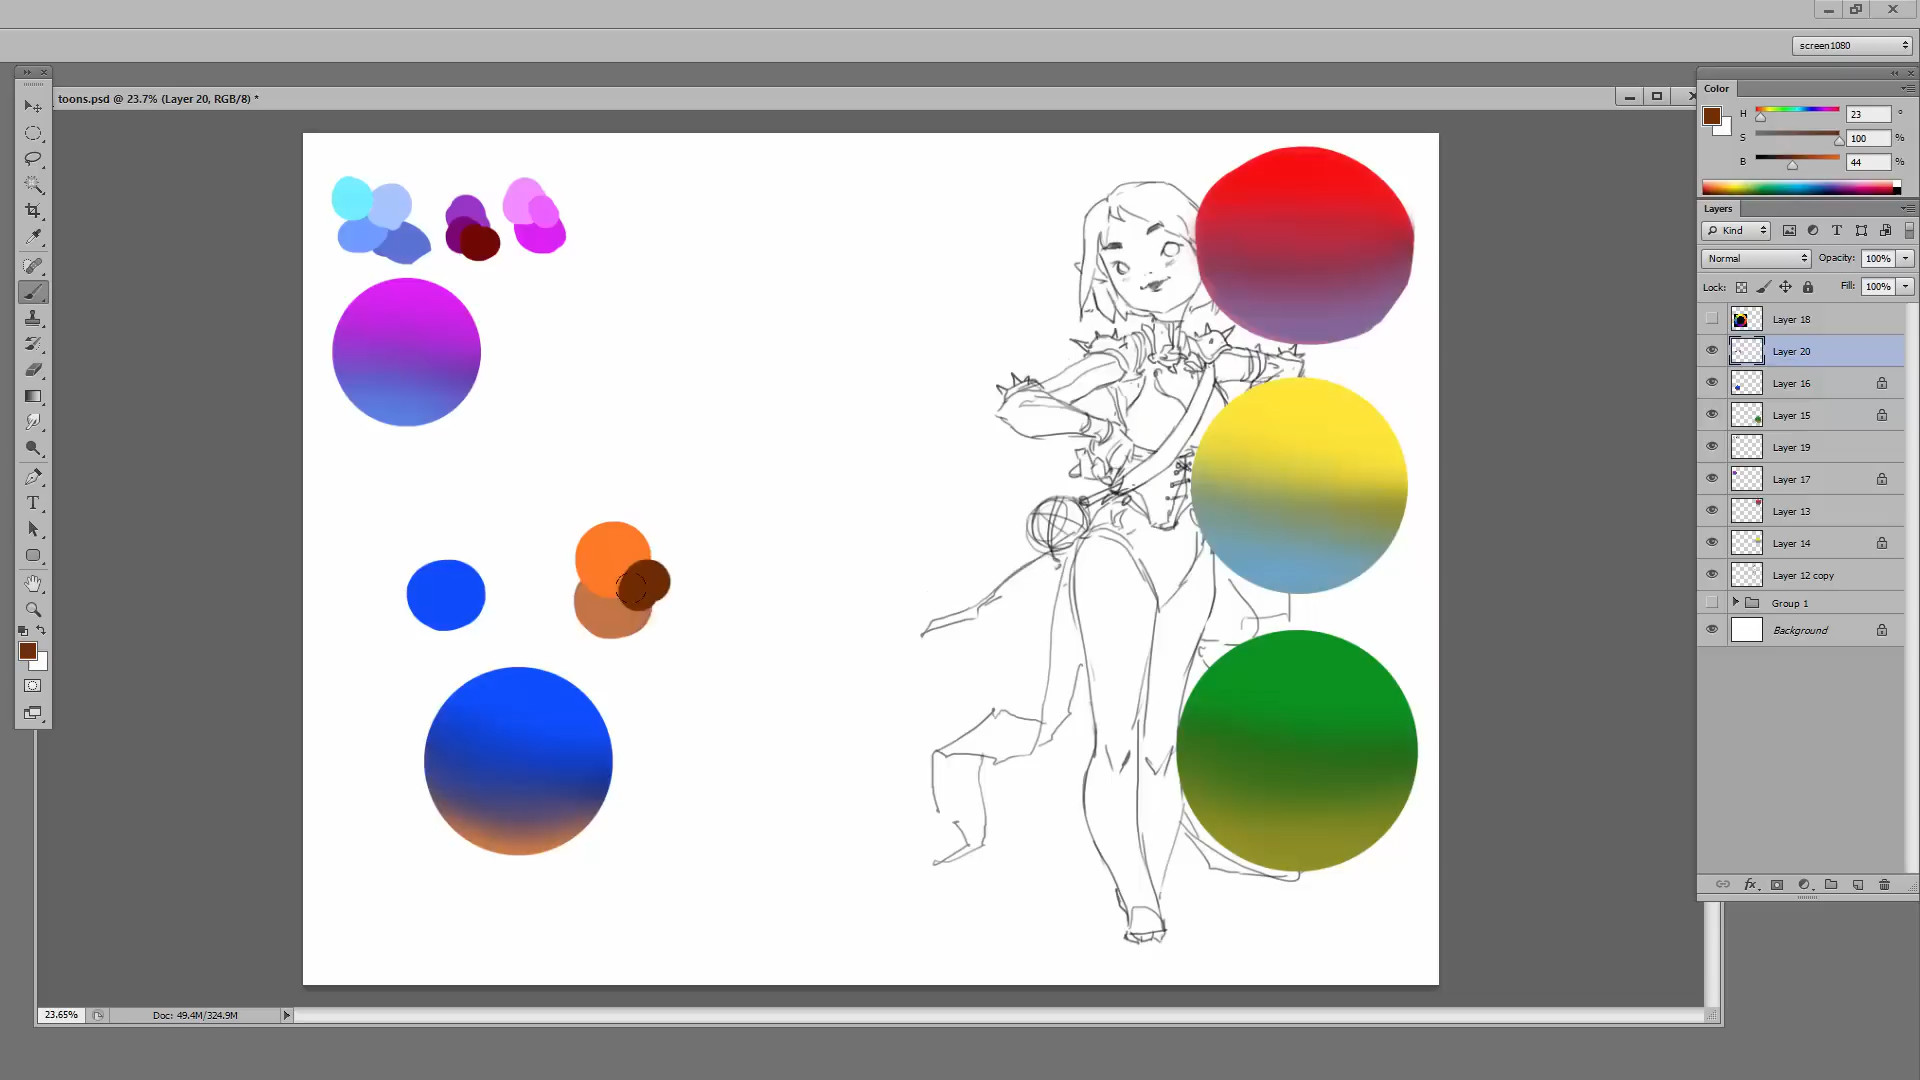 screen1080
toons.psd @ 23.7% (Layer 20, RGB/8) *
Color
H 23 °
S 100 %
B 44 %
Layers
Kind
Normal Opacity: 100%
Lock: Fill: 100%
Layer 18
Layer 20
Layer 16
Layer 15
Layer 19
Layer 17
Layer 13
Layer 14
Layer 12 copy
Group 1
Background
fx
T
23.65% Doc: 49.4M/324.9M